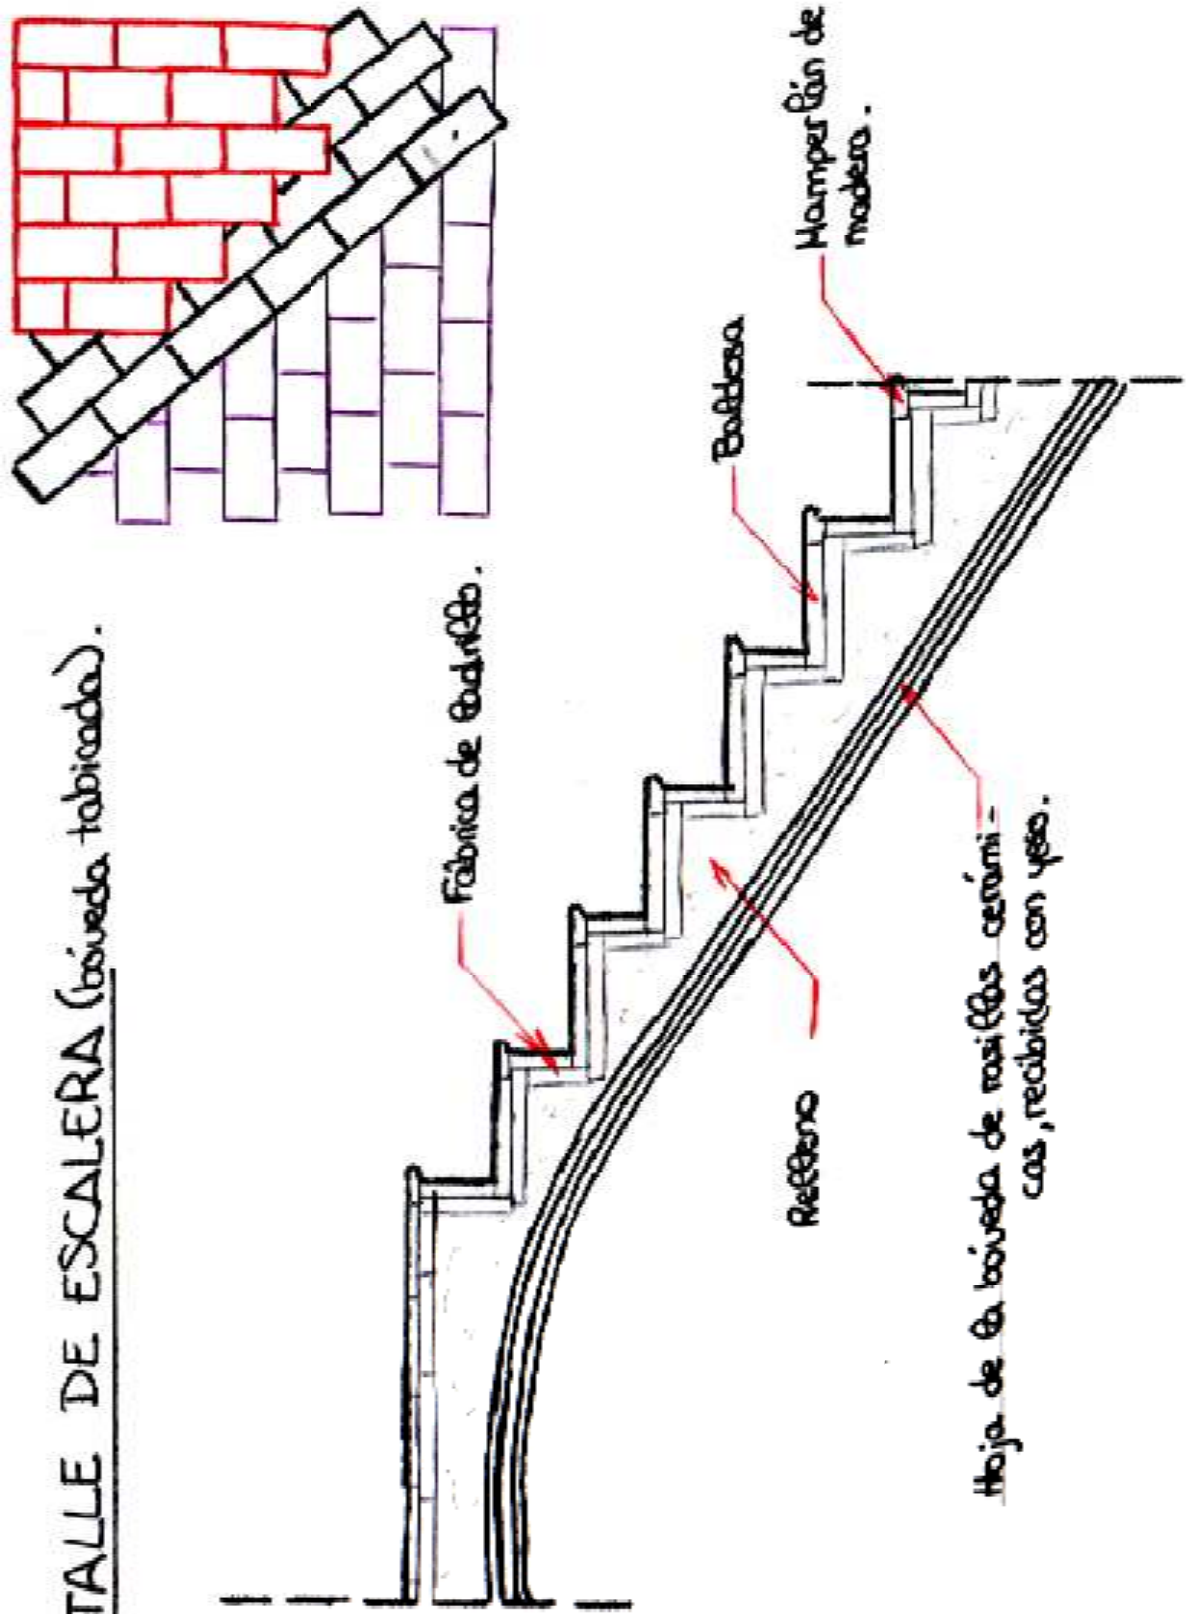 TALLE DE ESCALERA (bóveda tabicada).
Fábrica de ladrillo.
Baldosa
Mamperlán de
madera.
Relleno
Hoja de la bóveda de rasillas cerámi-
cas, recibidas con yeso.